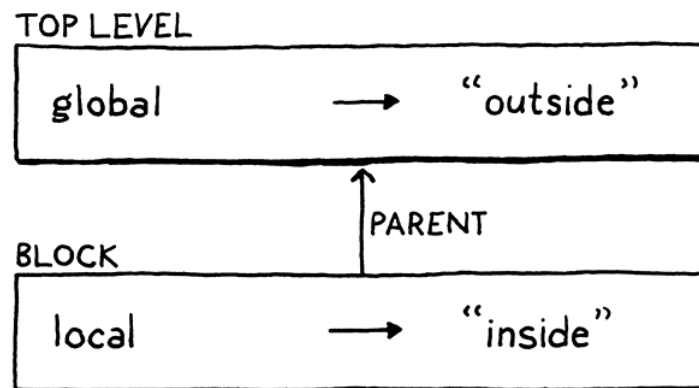 TOP LEVEL
global → “outside”
PARENT
BLOCK
local → “inside”